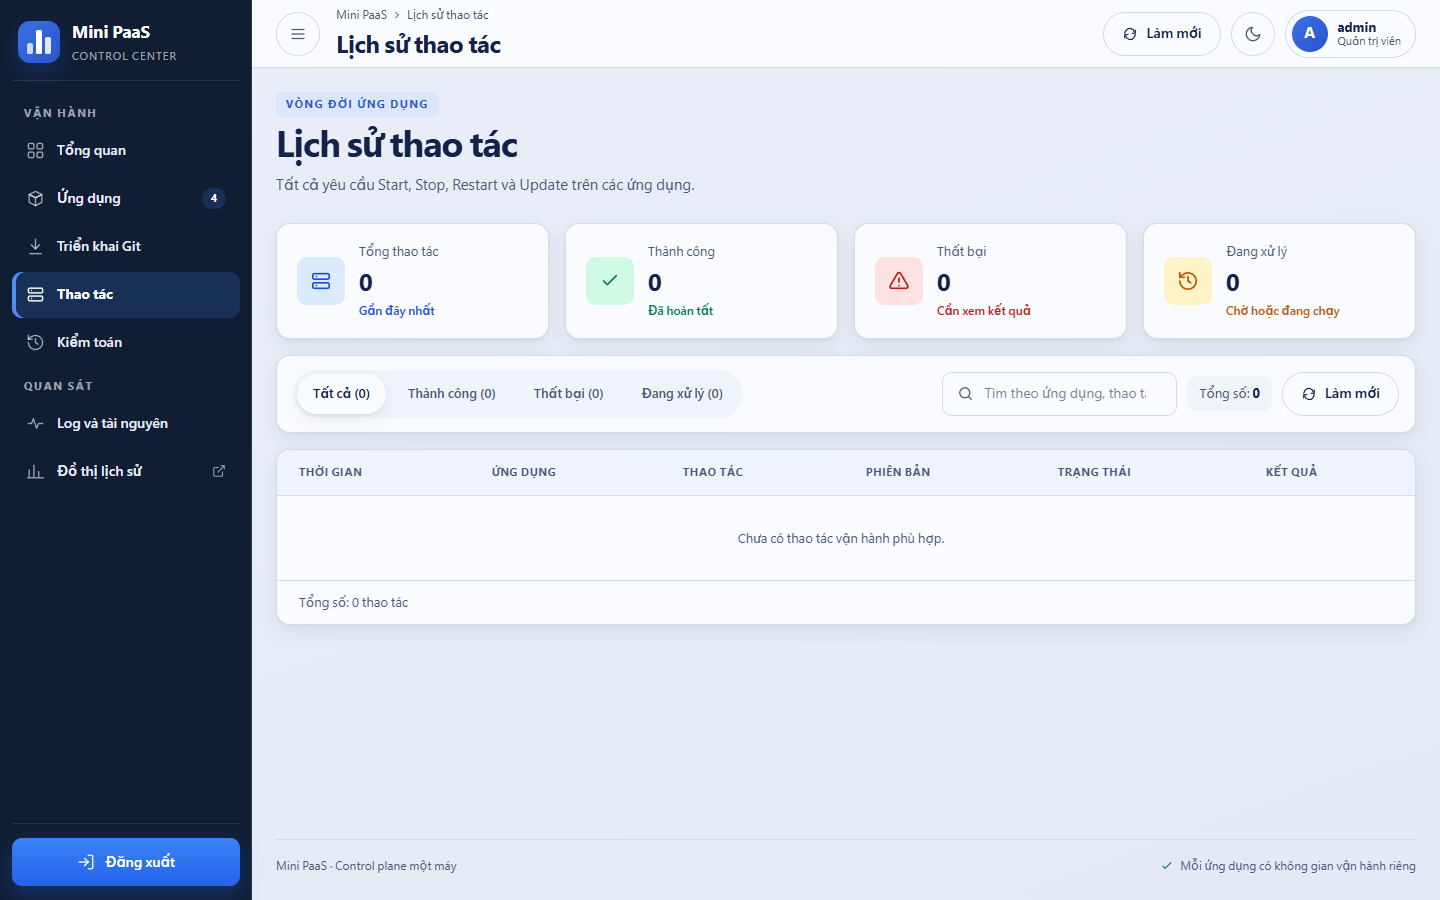 Mini PaaS
CONTROL CENTER
VẬN HÀNH
Tổng quan
Ứng dụng 4
Triển khai Git
Thao tác
Kiểm toán
QUAN SÁT
Log và tài nguyên
Đồ thị lịch sử
Đăng xuất
Mini PaaS > Lịch sử thao tác
Lịch sử thao tác
Làm mới
A
admin
Quản trị viên
VÒNG ĐỜI ỨNG DỤNG
Lịch sử thao tác
Tất cả yêu cầu Start, Stop, Restart và Update trên các ứng dụng.
Tổng thao tác
0
Gần đây nhất
Thành công
0
Đã hoàn tất
Thất bại
0
Cần xem kết quả
Đang xử lý
0
Chờ hoặc đang chạy
Tất cả (0) Thành công (0) Thất bại (0) Đang xử lý (0)
Tìm theo ứng dụng, thao t
Tổng số: 0
Làm mới
THỜI GIAN ỨNG DỤNG THAO TÁC PHIÊN BẢN TRẠNG THÁI KẾT QUẢ
Chưa có thao tác vận hành phù hợp.
Tổng số: 0 thao tác
Mini PaaS · Control plane một máy
Mỗi ứng dụng có không gian vận hành riêng